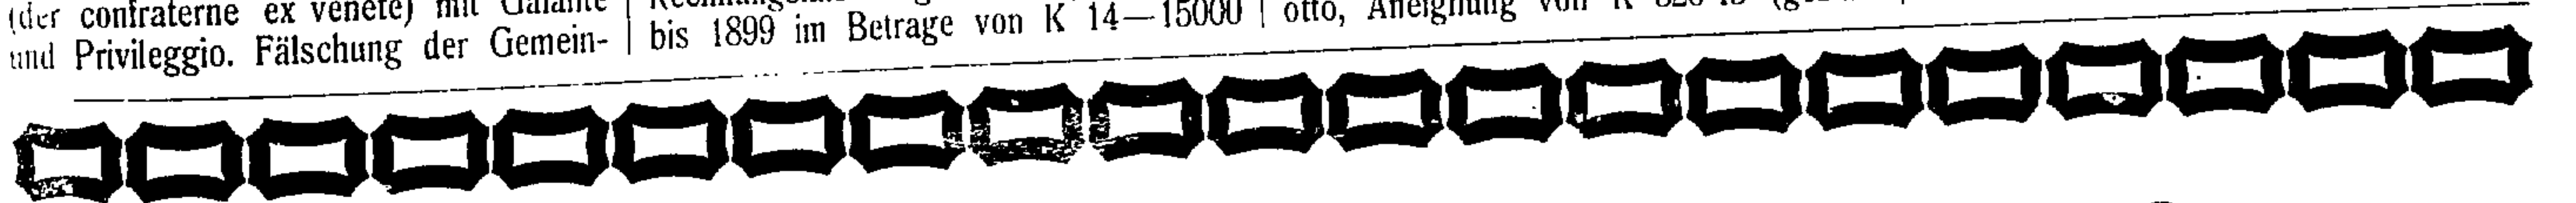 (der confraterne ex venete) mit Galante
und Privileggio. Fälschung der Gemein-
bis 1899 im Betrage von K 14—15000
otto, Aneignung von K